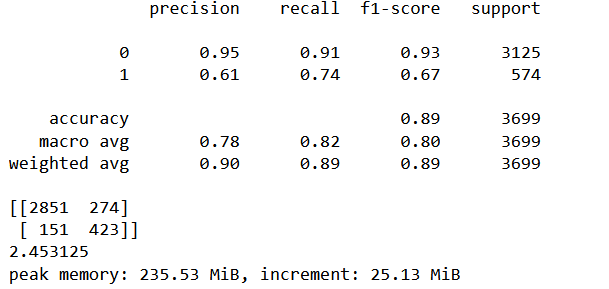 precision recall f1-score support
0 0.95 0.91 0.93 3125
1 0.61 0.74 0.67 574
accuracy 0.89 3699
macro avg 0.78 0.82 0.80 3699
weighted avg 0.90 0.89 0.89 3699
[[2851 274]
[ 151 423]]
2.453125
peak memory: 235.53 MiB, increment: 25.13 MiB